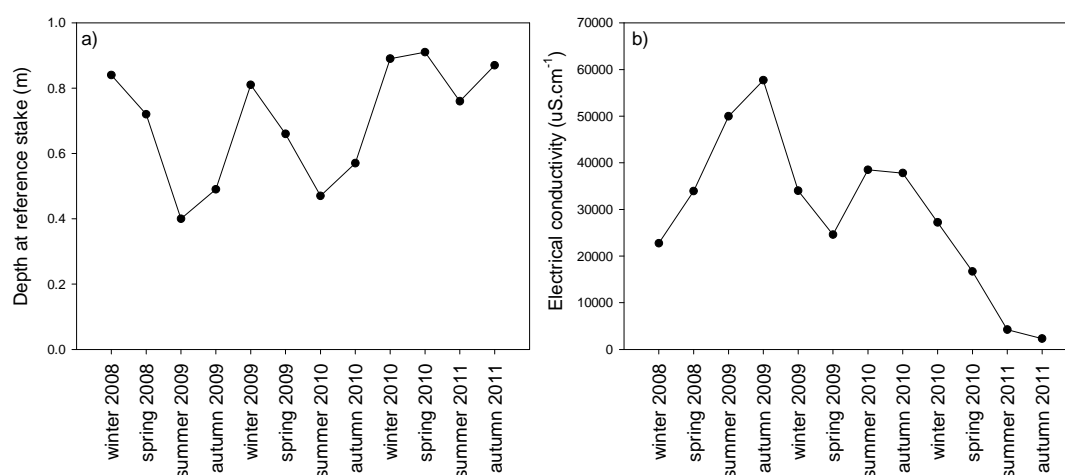 a)
Depth at reference stake (m)
1.0
0.8
0.6
0.4
0.2
0.0
winter 2008
spring 2008
summer 2009
autumn 2009
winter 2009
spring 2009
summer 2010
autumn 2010
winter 2010
spring 2010
summer 2011
autumn 2011
b)
Electrical conductivity (uS.cm⁻¹)
70000
60000
50000
40000
30000
20000
10000
0
winter 2008
spring 2008
summer 2009
autumn 2009
winter 2009
spring 2009
summer 2010
autumn 2010
winter 2010
spring 2010
summer 2011
autumn 2011